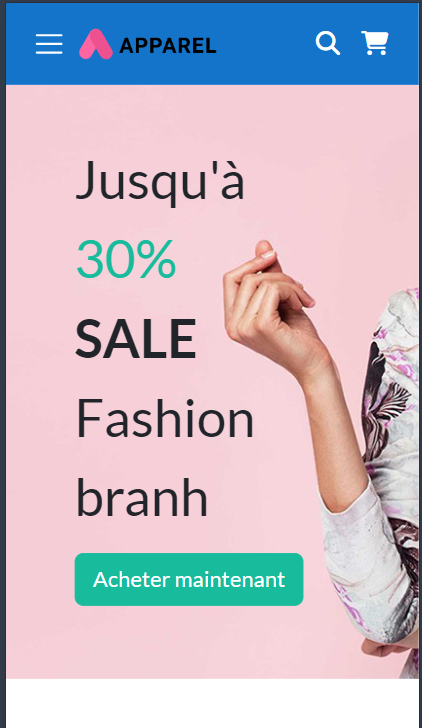 APPAREL
Jusqu'à
30%
SALE
Fashion
branh
Acheter maintenant